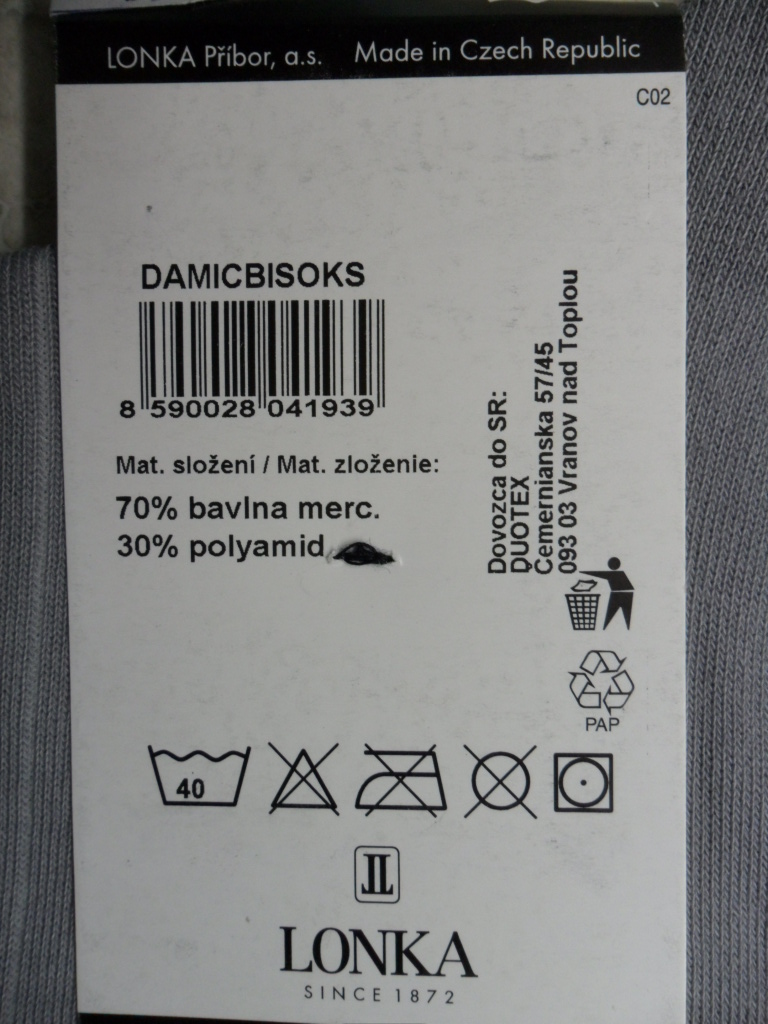 LONKA Příbor, a.s. Made in Czech Republic
C02
DAMICBISOKS
8 590028 041939
Mat. složení / Mat. zloženie:
70% bavlna merc.
30% polyamid
Dovozca do SR:
DUOTEX
Cemernianska 57/45
093 03 Vranov nad Toplou
PAP
40
LONKA
SINCE 1872